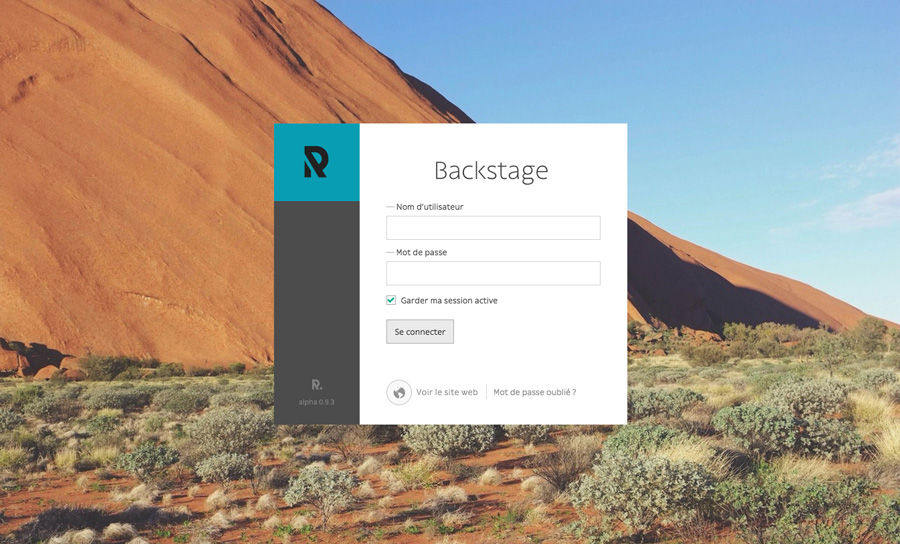 R
Backstage
Nom d'utilisateur
Mot de passe
Garder ma session active
Se connecter
R.
alpha 0.9.3
Voir le site web
Mot de passe oublié ?